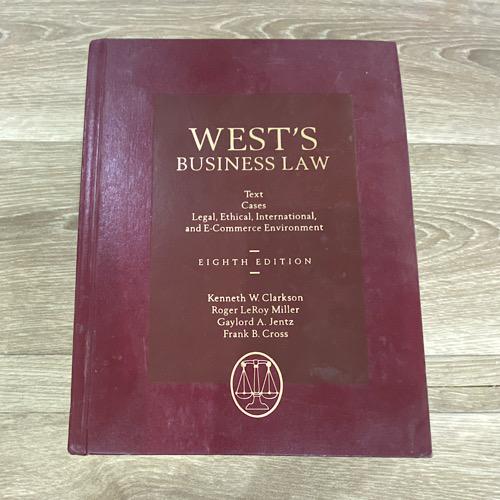 WEST'S
BUSINESS LAW
Text
Cases
Legal, Ethical, International,
and E-Commerce Environment
EIGHTH EDITION
Kenneth W. Clarkson
Roger LeRoy Miller
Gaylord A. Jentz
Frank B. Cross